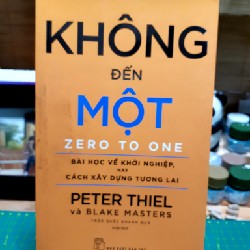 KHÔNG
ĐẾN
MỘT
ZERO TO ONE
BÀI HỌC VỀ KHỞI NGHIỆP,
HAY
CÁCH XÂY DỰNG TƯƠNG LAI
PETER THIEL
và BLAKE MASTERS